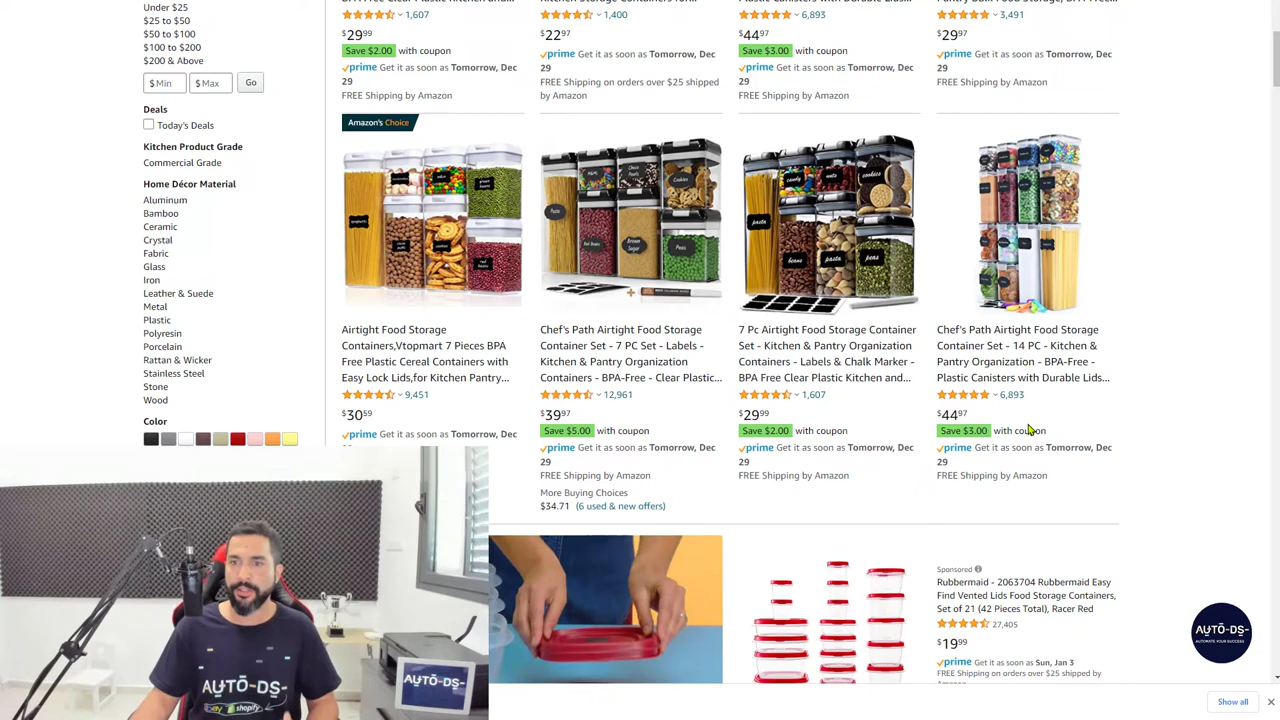 Under $25
$25 to $50
$50 to $100
$100 to $200
$200 & Above
$ Min $ Max Go
Deals
Today's Deals
Kitchen Product Grade
Commercial Grade
Home Décor Material
Aluminum
Bamboo
Ceramic
Crystal
Fabric
Glass
Iron
Leather & Suede
Metal
Plastic
Polyresin
Porcelain
Rattan & Wicker
Stainless Steel
Stone
Wood
Color
1,607
$29 99
Save $2.00 with coupon
prime Get it as soon as Tomorrow, Dec
29
FREE Shipping by Amazon
1,400
$22 97
prime Get it as soon as Tomorrow, Dec
29
FREE Shipping on orders over $25 shipped
by Amazon
6,893
$44 97
Save $3.00 with coupon
prime Get it as soon as Tomorrow, Dec
29
FREE Shipping by Amazon
3,491
$29 97
prime Get it as soon as Tomorrow, Dec
29
FREE Shipping by Amazon
Amazon's Choice
Airtight Food Storage
Containers,Vtopmart 7 Pieces BPA
Free Plastic Cereal Containers with
Easy Lock Lids,for Kitchen Pantry…
9,451
$30 59
prime Get it as soon as Tomorrow, Dec
Pasta
Cookies
Red Beans
Brown
Sugar
Peas
Chef's Path Airtight Food Storage
Container Set - 7 PC Set - Labels -
Kitchen & Pantry Organization
Containers - BPA-Free - Clear Plastic…
12,961
$39 97
Save $5.00 with coupon
prime Get it as soon as Tomorrow, Dec
29
FREE Shipping by Amazon
More Buying Choices
$34.71 (6 used & new offers)
candy
nuts
cookies
pasta
beans
pasta
peas
7 Pc Airtight Food Storage Container
Set - Kitchen & Pantry Organization
Containers - Labels & Chalk Marker -
BPA Free Clear Plastic Kitchen and…
1,607
$29 99
Save $2.00 with coupon
prime Get it as soon as Tomorrow, Dec
29
FREE Shipping by Amazon
Chef's Path Airtight Food Storage
Container Set - 14 PC - Kitchen &
Pantry Organization - BPA-Free -
Plastic Canisters with Durable Lids…
6,893
$44 97
Save $3.00 with coupon
prime Get it as soon as Tomorrow, Dec
29
FREE Shipping by Amazon
Sponsored
Rubbermaid - 2063704 Rubbermaid Easy
Find Vented Lids Food Storage Containers,
Set of 21 (42 Pieces Total), Racer Red
27,405
$19 99
prime Get it as soon as Sun, Jan 3
FREE Shipping on orders over $25 shipped by
AUTO-DS-
AUTOMATE YOUR SUCCESS
AUTO-DS-
ebay shopify
AUTO-DS-
Show all